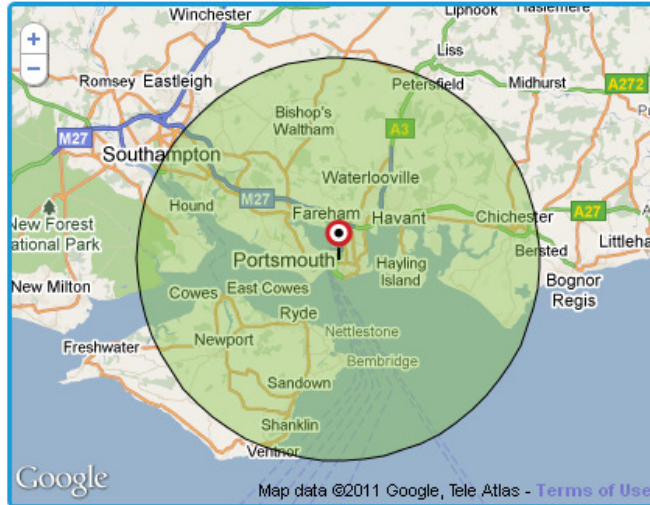 Winchester
Liphook
Haslemere
Liss
Romsey
Eastleigh
Petersfield
Midhurst
A272
Bishop's
Waltham
A3
M27
Southampton
Waterlooville
M27
Hound
Fareham
Havant
Chichester
A27
New Forest
National Park
Portsmouth
Hayling
Island
Bersted
Littleha
New Milton
Cowes
East Cowes
Bognor
Regis
Ryde
Nettlestone
Freshwater
Newport
Bembridge
Sandown
Shanklin
Ventnor
Google
Map data ©2011 Google, Tele Atlas - Terms of Use